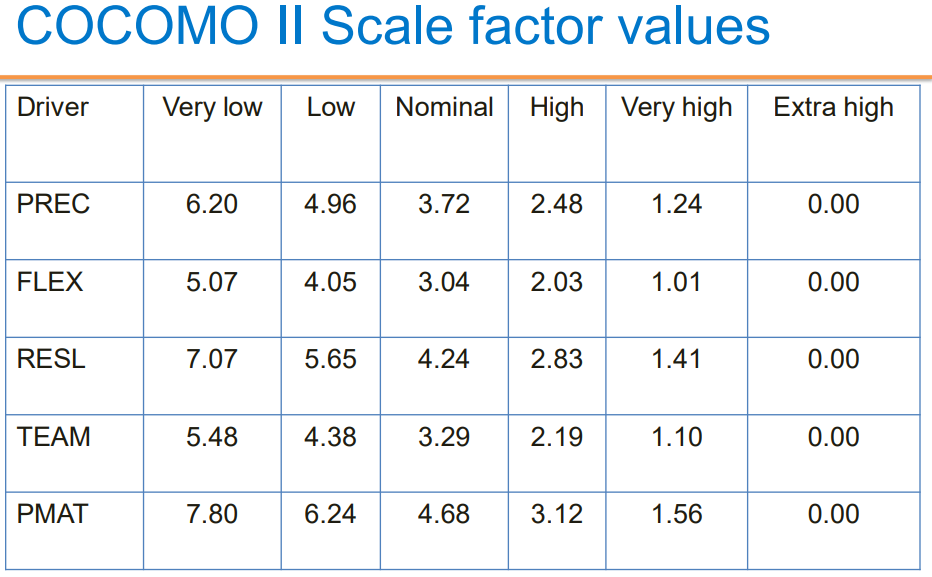 COCOMO II Scale factor values
Driver Very low Low Nominal High Very high Extra high
PREC 6.20 4.96 3.72 2.48 1.24 0.00
FLEX 5.07 4.05 3.04 2.03 1.01 0.00
RESL 7.07 5.65 4.24 2.83 1.41 0.00
TEAM 5.48 4.38 3.29 2.19 1.10 0.00
PMAT 7.80 6.24 4.68 3.12 1.56 0.00